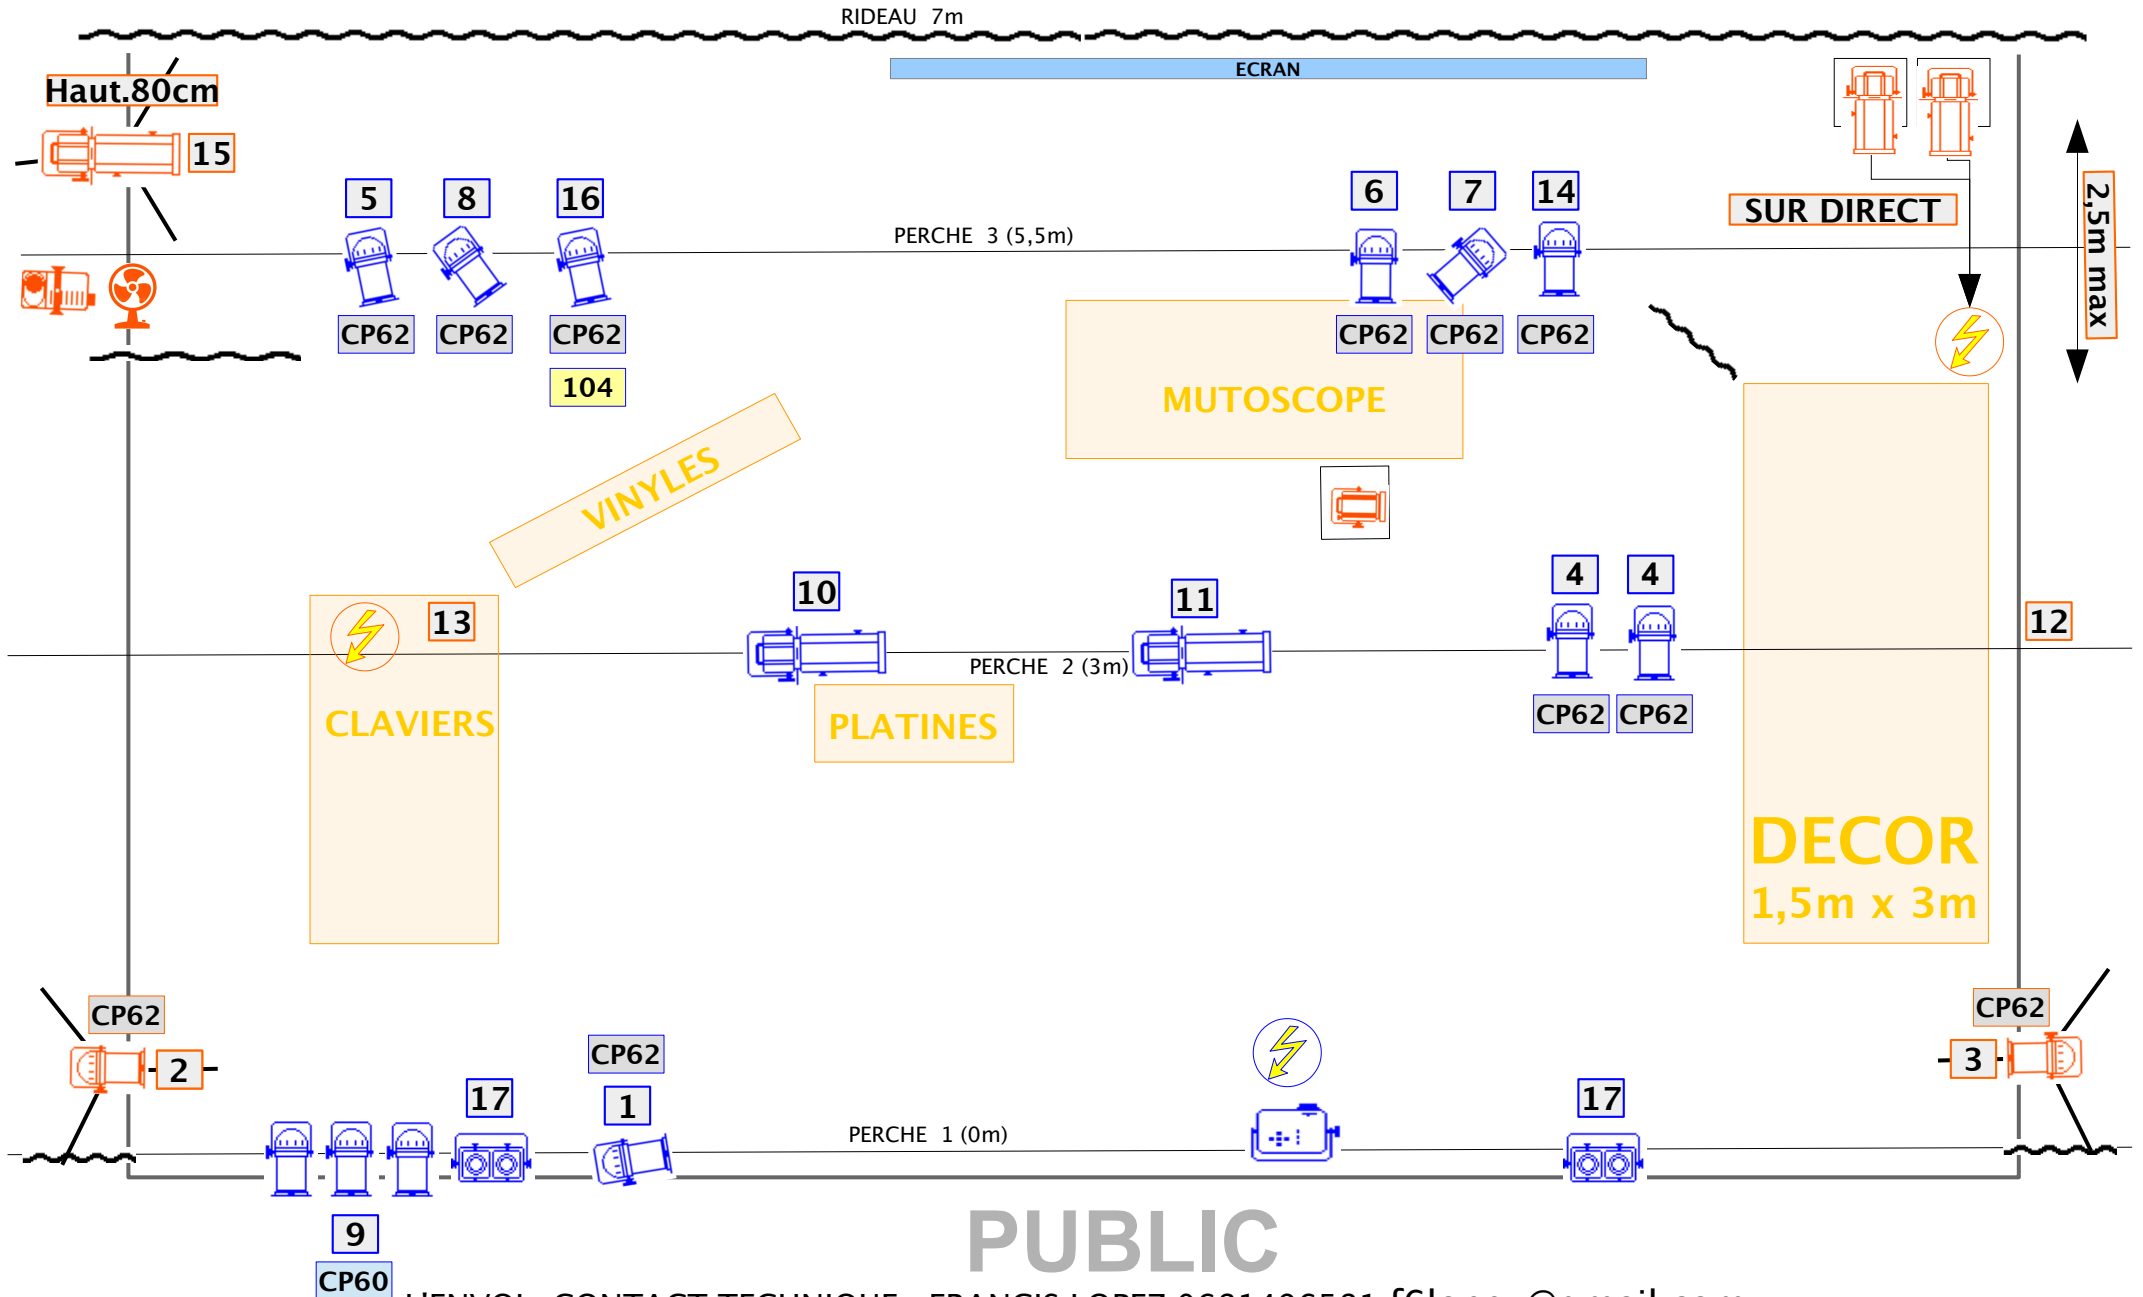 RIDEAU 7m
ECRAN
Haut.80cm
15
5
8
16
6
7
14
SUR DIRECT
2,5m max
PERCHE 3 (5,5m)
CP62
CP62
CP62
CP62
CP62
CP62
104
MUTOSCOPE
VINYLES
10
11
4
4
13
12
PERCHE 2 (3m)
CP62
CP62
CLAVIERS
PLATINES
DECOR
1,5m x 3m
CP62
CP62
2
3
CP62
17
1
17
PERCHE 1 (0m)
9
PUBLIC
CP60